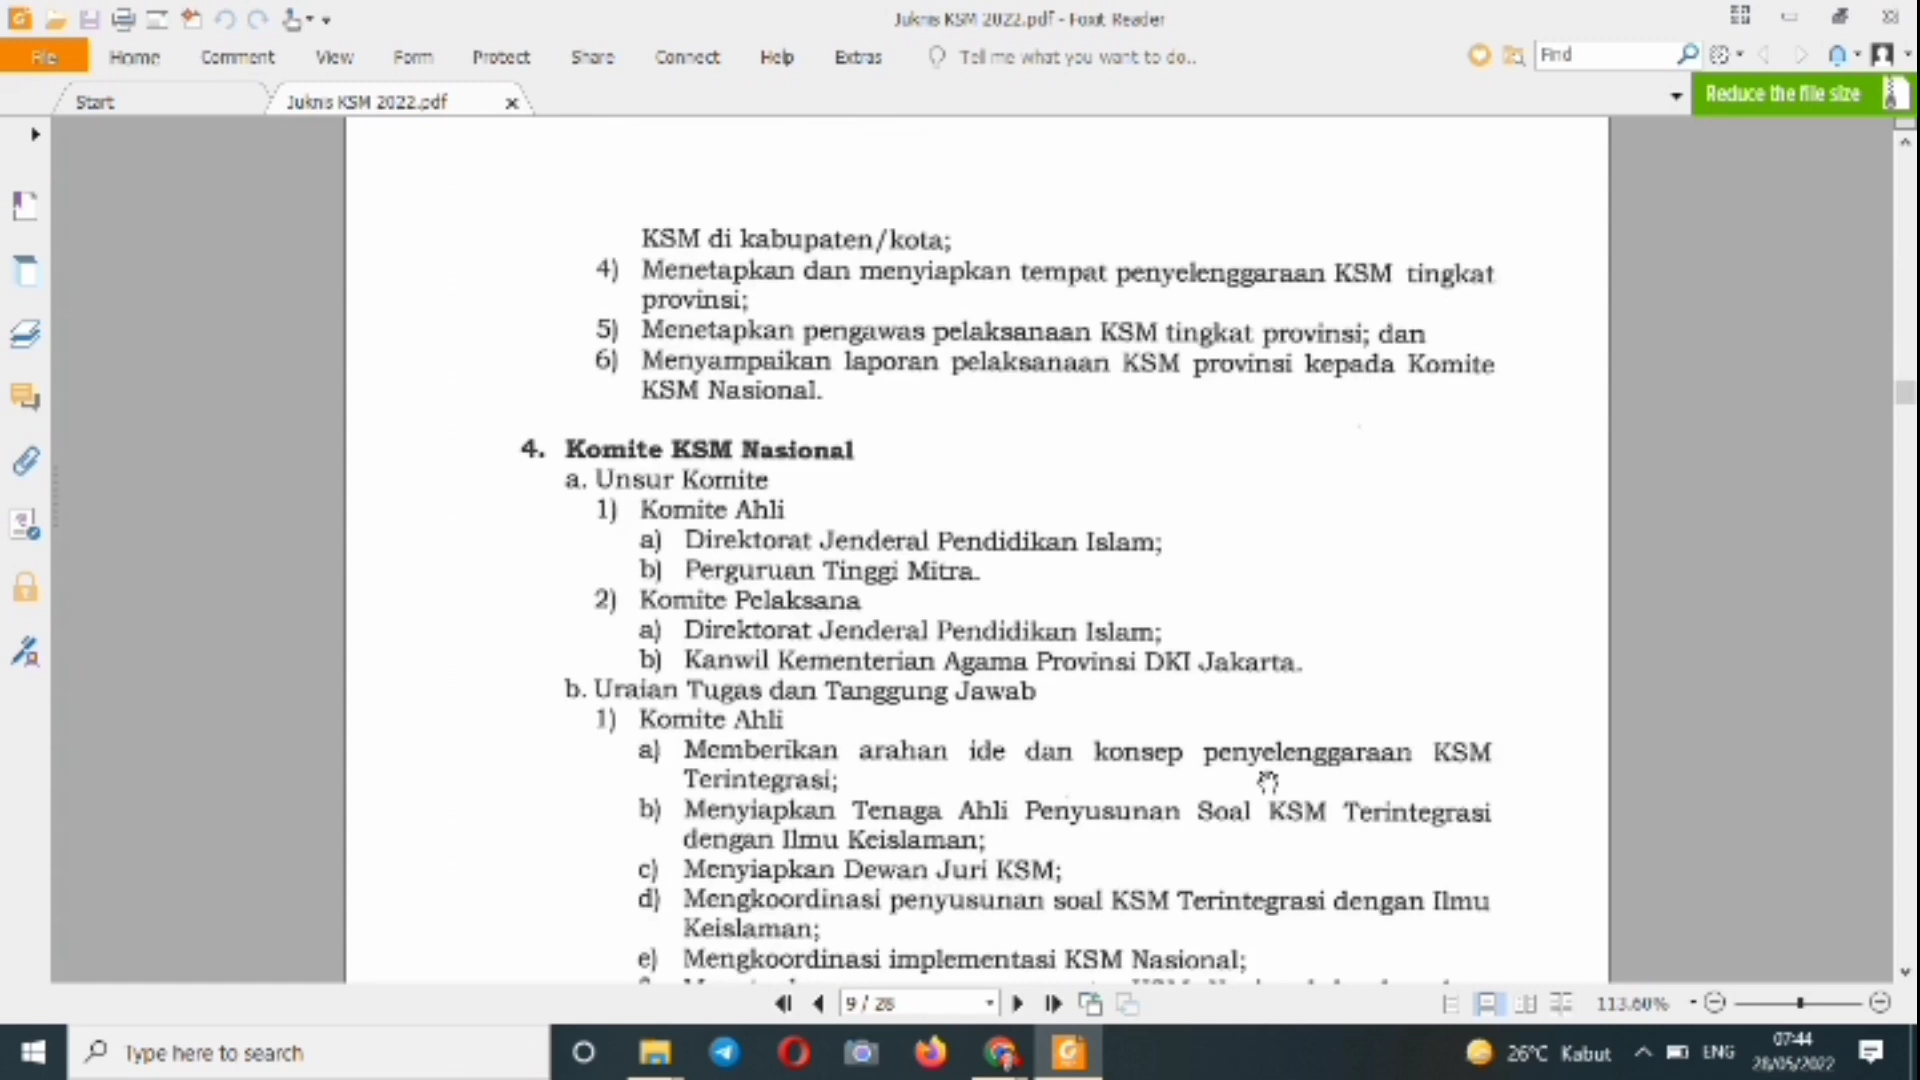 Juknis KSM 2022.pdf - Foxit Reader
File Home Comment View Form Protect Share Connect Help Extras Tell me what you want to do.. Find
Start Juknis KSM 2022.pdf Reduce the file size
KSM di kabupaten/kota;
4) Menetapkan dan menyiapkan tempat penyelenggaraan KSM tingkat
provinsi;
5) Menetapkan pengawas pelaksanaan KSM tingkat provinsi; dan
6) Menyampaikan laporan pelaksanaan KSM provinsi kepada Komite
KSM Nasional.
4. Komite KSM Nasional
a. Unsur Komite
1) Komite Ahli
a) Direktorat Jenderal Pendidikan Islam;
b) Perguruan Tinggi Mitra.
2) Komite Pelaksana
a) Direktorat Jenderal Pendidikan Islam;
b) Kanwil Kementerian Agama Provinsi DKI Jakarta.
b. Uraian Tugas dan Tanggung Jawab
1) Komite Ahli
a) Memberikan arahan ide dan konsep penyelenggaraan KSM
Terintegrasi;
b) Menyiapkan Tenaga Ahli Penyusunan Soal KSM Terintegrasi
dengan Ilmu Keislaman;
c) Menyiapkan Dewan Juri KSM;
d) Mengkoordinasi penyusunan soal KSM Terintegrasi dengan Ilmu
Keislaman;
e) Mengkoordinasi implementasi KSM Nasional;
9 / 28 113.60%
Type here to search 26°C Kabut ENG 07:44
28/05/2022